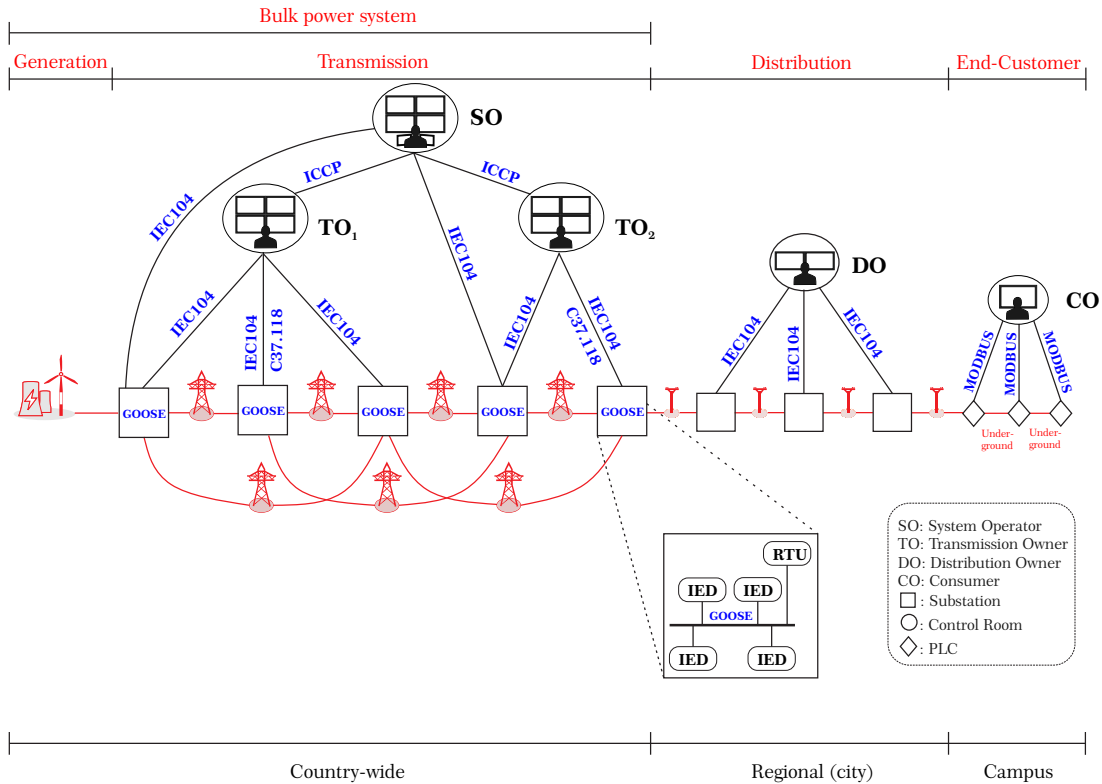 Bulk power system
Generation
Transmission
Distribution
End-Customer
SO
ICCP
ICCP
IEC104
TO1
TO2
IEC104
DO
CO
IEC104
IEC104
C37.118
IEC104
IEC104
IEC104
C37.118
IEC104
IEC104
IEC104
MODBUS
MODBUS
MODBUS
GOOSE
GOOSE
GOOSE
GOOSE
GOOSE
Under-
ground
Under-
ground
RTU
IED
IED
GOOSE
IED
IED
SO: System Operator
TO: Transmission Owner
DO: Distribution Owner
CO: Consumer
: Substation
: Control Room
: PLC
Country-wide
Regional (city)
Campus